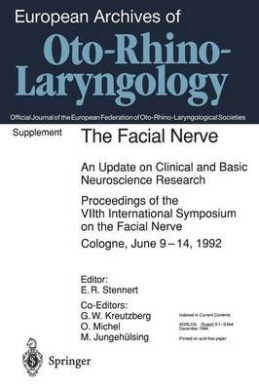 European Archives of
Oto-Rhino-
Laryngology
Official Journal of the European Federation of Oto-Rhino-Laryngological Societies
Supplement
The Facial Nerve
An Update on Clinical and Basic
Neuroscience Research
Proceedings of the
VIIth International Symposium
on the Facial Nerve
Cologne, June 9–14, 1992
Editor:
E. R. Stennert
Co-Editors:
G. W. Kreutzberg
O. Michel
M. Jungehülsing
Indexed in Current Contents
December 1994
Printed on acid-free paper
Springer